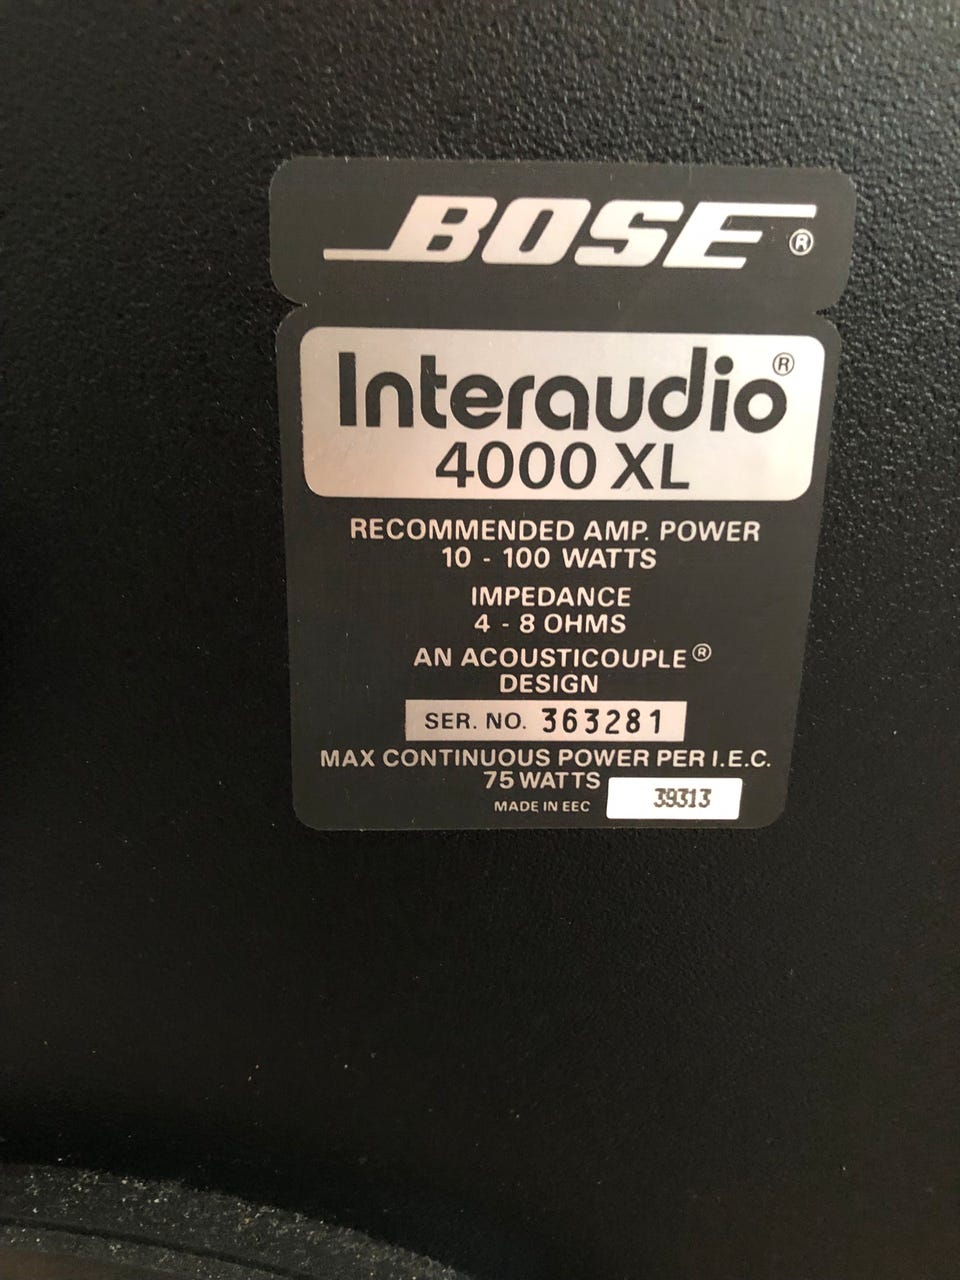 BOSE®
Interaudio®
4000 XL
RECOMMENDED AMP. POWER
10 - 100 WATTS
IMPEDANCE
4 - 8 OHMS
AN ACOUSTICOUPLE®
DESIGN
SER. NO. 363281
MAX CONTINUOUS POWER PER I.E.C.
75 WATTS
MADE IN EEC 39313